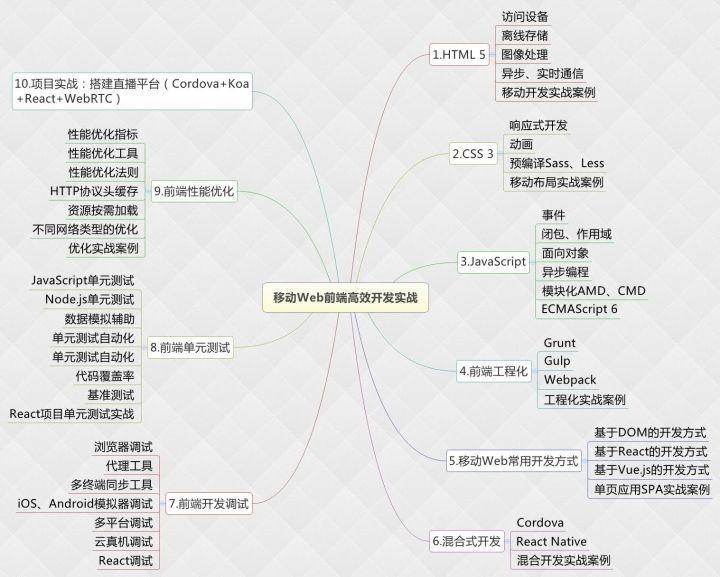 移动Web前端高效开发实战
1.HTML 5
访问设备
离线存储
图像处理
异步、实时通信
移动开发实战案例
2.CSS 3
响应式开发
动画
预编译Sass、Less
移动布局实战案例
3.JavaScript
事件
闭包、作用域
面向对象
异步编程
模块化AMD、CMD
ECMAScript 6
4.前端工程化
Grunt
Gulp
Webpack
工程化实战案例
5.移动Web常用开发方式
基于DOM的开发方式
基于React的开发方式
基于Vue.js的开发方式
单页应用SPA实战案例
6.混合式开发
Cordova
React Native
混合开发实战案例
7.前端开发调试
浏览器调试
代理工具
多终端同步工具
iOS、Android模拟器调试
多平台调试
云真机调试
React调试
8.前端单元测试
JavaScript单元测试
Node.js单元测试
数据模拟辅助
单元测试自动化
单元测试自动化
代码覆盖率
基准测试
React项目单元测试实战
9.前端性能优化
性能优化指标
性能优化工具
性能优化法则
HTTP协议头缓存
资源按需加载
不同网络类型的优化
优化实战案例
10.项目实战：搭建直播平台（Cordova+Koa
+React+WebRTC）